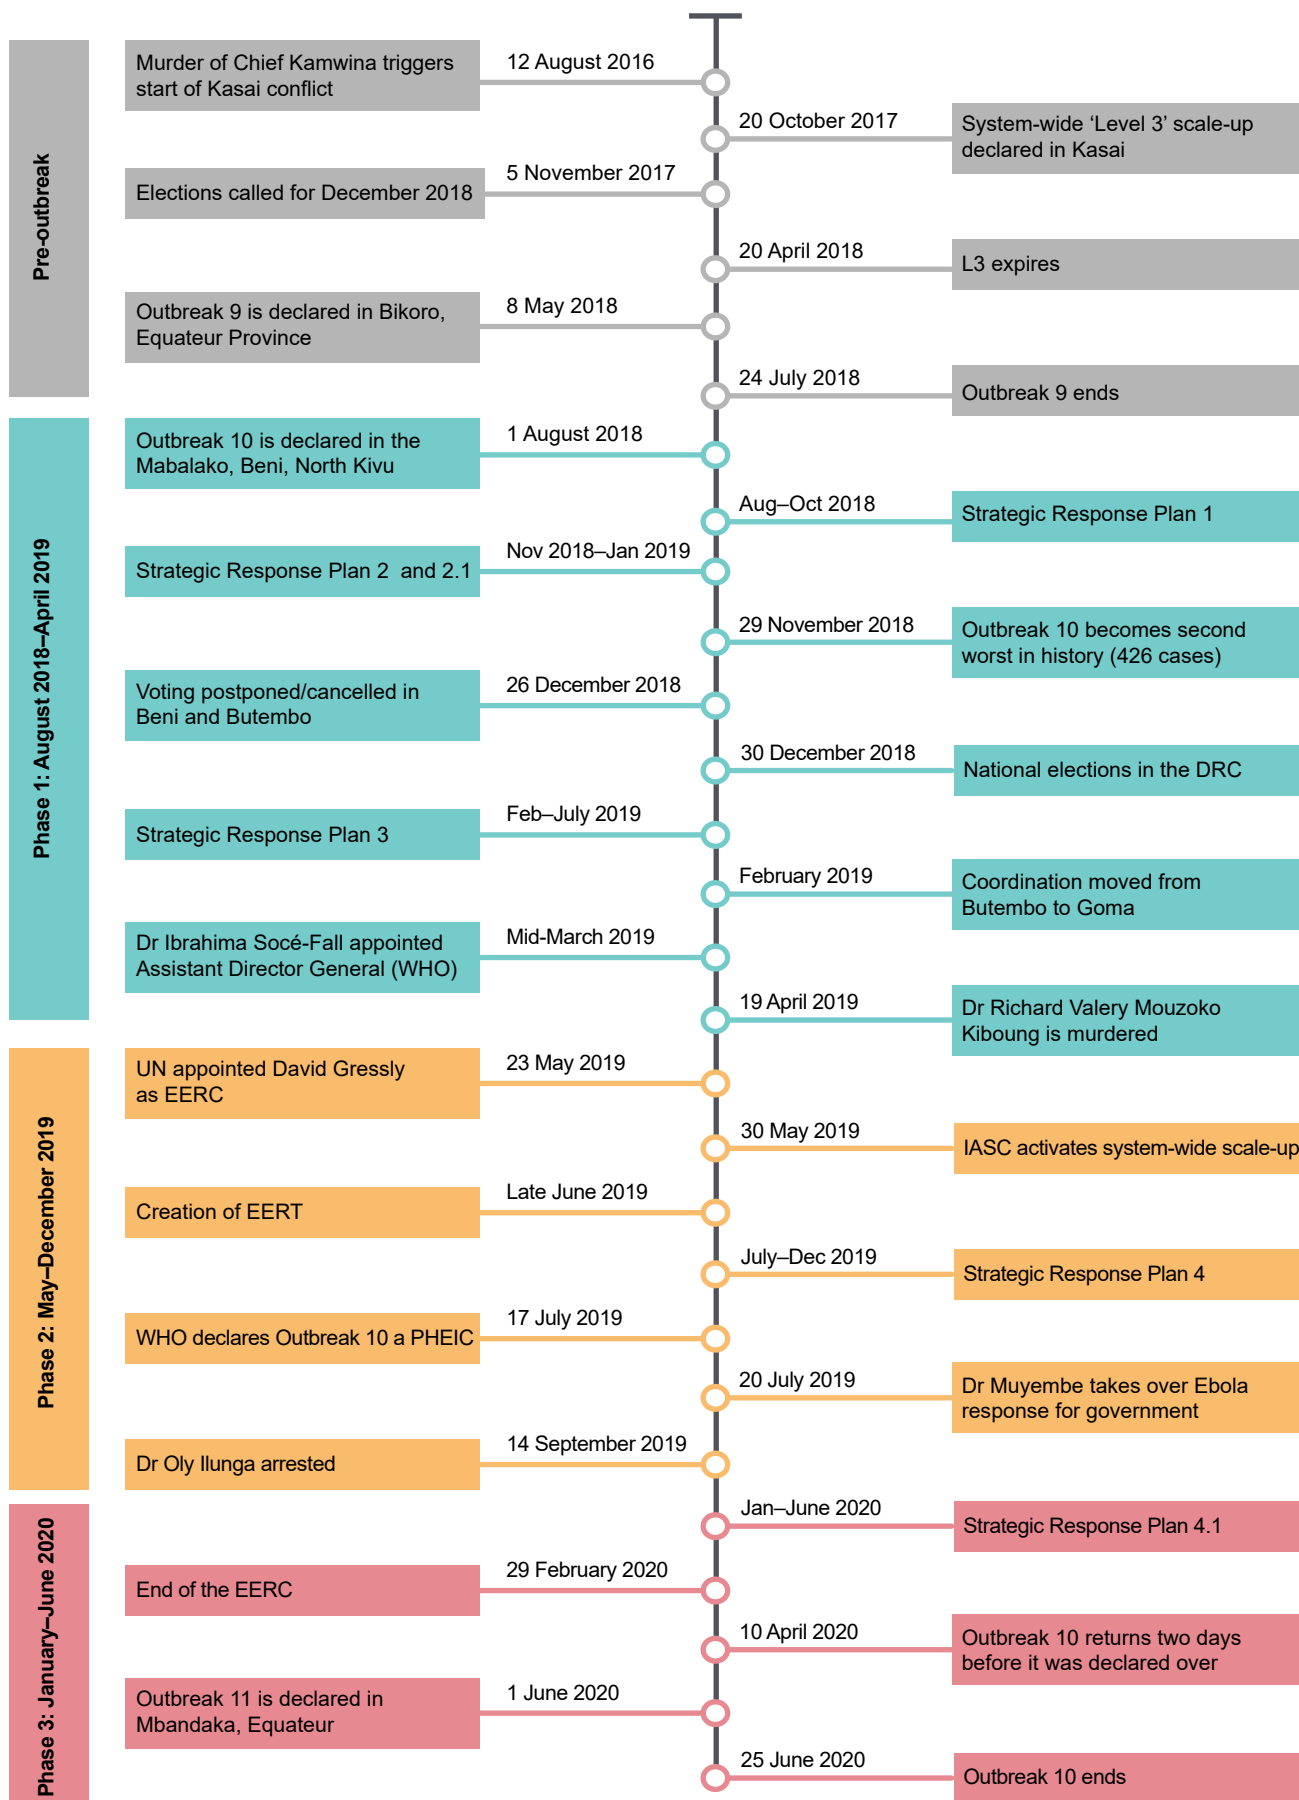 Pre-outbreak
12 August 2016
Murder of Chief Kamwina triggers
start of Kasai conflict
20 October 2017
System-wide ‘Level 3’ scale-up
declared in Kasai
5 November 2017
Elections called for December 2018
20 April 2018
L3 expires
8 May 2018
Outbreak 9 is declared in Bikoro,
Equateur Province
24 July 2018
Outbreak 9 ends
Phase 1: August 2018–April 2019
1 August 2018
Outbreak 10 is declared in the
Mabalako, Beni, North Kivu
Aug–Oct 2018
Strategic Response Plan 1
Nov 2018–Jan 2019
Strategic Response Plan 2 and 2.1
29 November 2018
Outbreak 10 becomes second
worst in history (426 cases)
26 December 2018
Voting postponed/cancelled in
Beni and Butembo
30 December 2018
National elections in the DRC
Feb–July 2019
Strategic Response Plan 3
February 2019
Coordination moved from
Butembo to Goma
Mid-March 2019
Dr Ibrahima Socé-Fall appointed
Assistant Director General (WHO)
19 April 2019
Dr Richard Valery Mouzoko
Kiboung is murdered
Phase 2: May–December 2019
23 May 2019
UN appointed David Gressly
as EERC
30 May 2019
IASC activates system-wide scale-up
Late June 2019
Creation of EERT
July–Dec 2019
Strategic Response Plan 4
17 July 2019
WHO declares Outbreak 10 a PHEIC
20 July 2019
Dr Muyembe takes over Ebola
response for government
14 September 2019
Dr Oly Ilunga arrested
Phase 3: January–June 2020
Jan–June 2020
Strategic Response Plan 4.1
29 February 2020
End of the EERC
10 April 2020
Outbreak 10 returns two days
before it was declared over
1 June 2020
Outbreak 11 is declared in
Mbandaka, Equateur
25 June 2020
Outbreak 10 ends